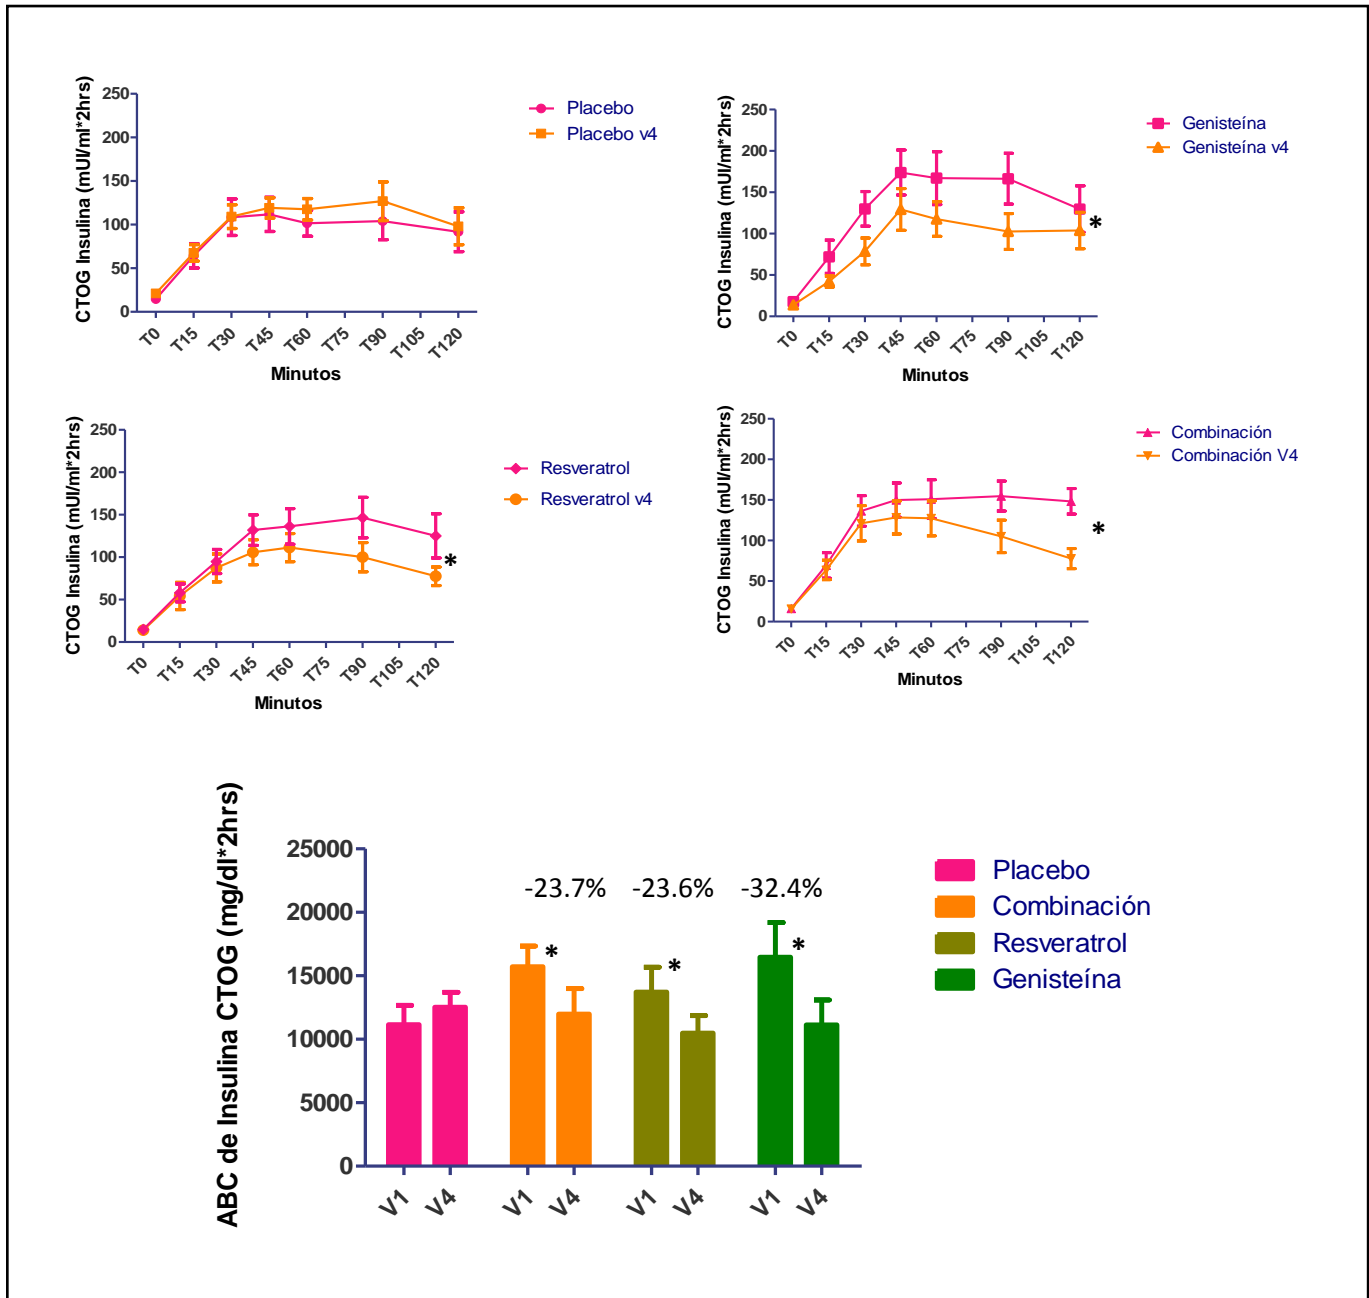 CTOG Insulina (mUI/ml*2hrs)
250
200
150
100
50
0
T0 T15 T30 T45 T60 T75 T90 T105 T120
Minutos
Placebo
Placebo v4
CTOG Insulina (mUI/ml*2hrs)
250
200
150
100
50
0
T0 T15 T30 T45 T60 T75 T90 T105 T120
Minutos
Genisteína
Genisteína v4
*
CTOG Insulina (mUI/ml*2hrs)
250
200
150
100
50
0
T0 T15 T30 T45 T60 T75 T90 T105 T120
Minutos
Resveratrol
Resveratrol v4
*
CTOG Insulina (mUI/ml*2hrs)
250
200
150
100
50
0
T0 T15 T30 T45 T60 T75 T90 T105 T120
Minutos
Combinación
Combinación V4
*
ABC de Insulina CTOG (mg/dl*2hrs)
25000
20000
15000
10000
5000
0
-23.7% -23.6% -32.4%
* * *
V1 V4 V1 V4 V1 V4 V1 V4
Placebo
Combinación
Resveratrol
Genisteína